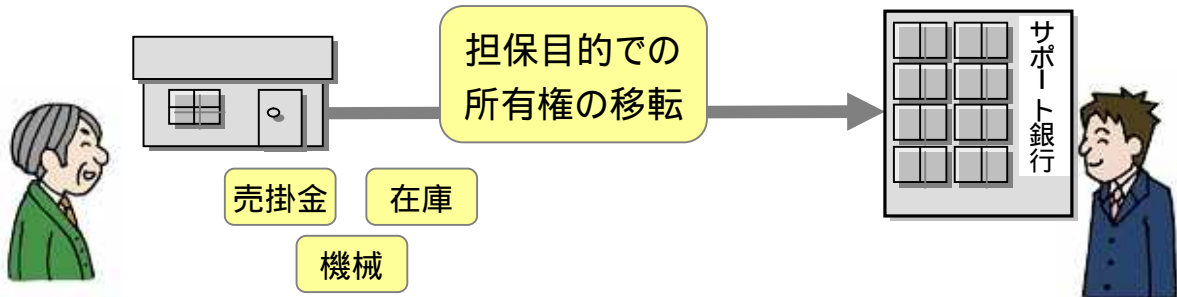 担保目的での
所有権の移転
サポート銀行
売掛金
在庫
機械